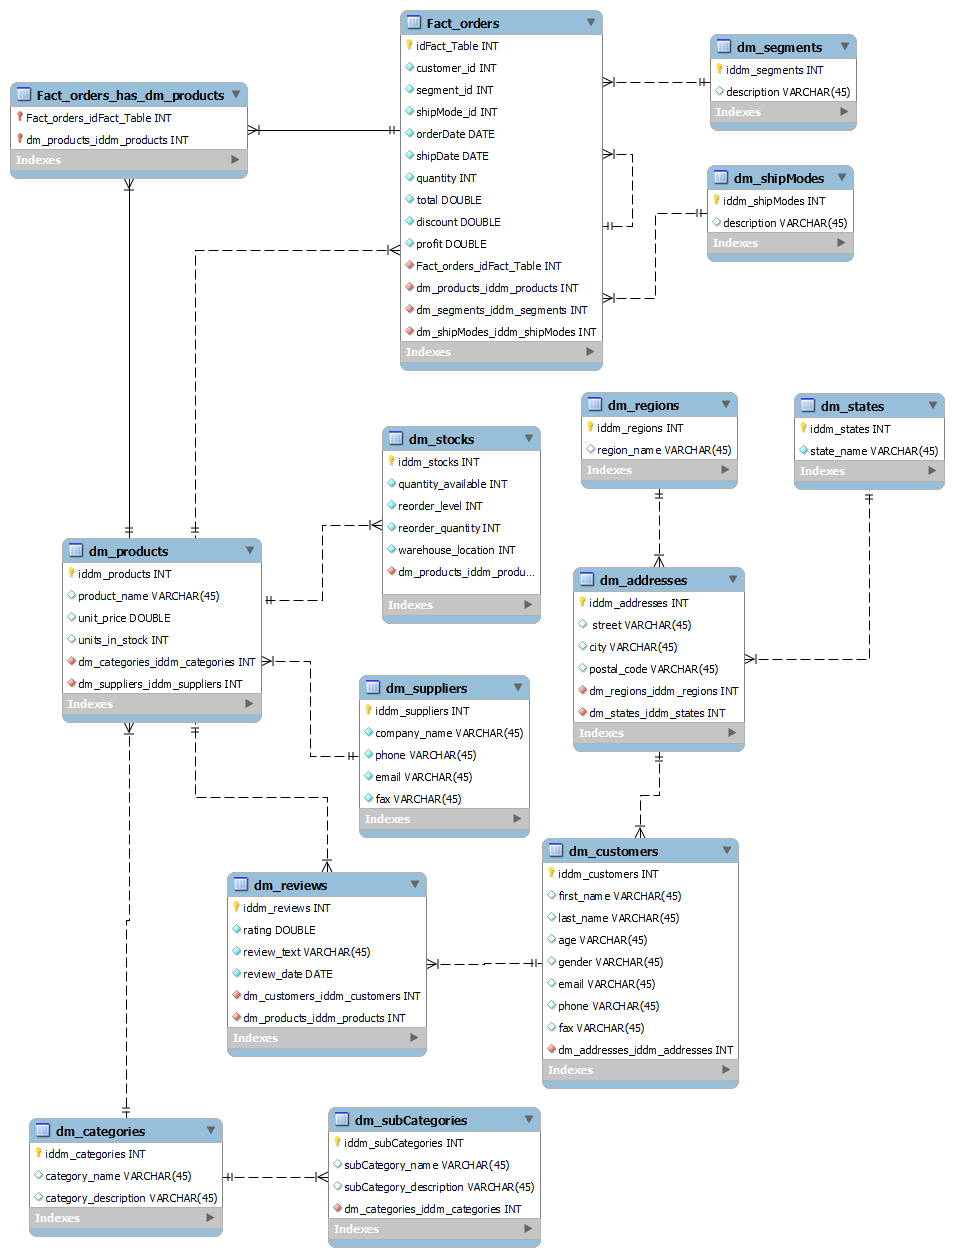 Fact_orders
idFact_Table INT
customer_id INT
segment_id INT
shipMode_id INT
orderDate DATE
shipDate DATE
quantity INT
total DOUBLE
discount DOUBLE
profit DOUBLE
Fact_orders_idFact_Table INT
dm_products_iddm_products INT
dm_segments_iddm_segments INT
dm_shipModes_iddm_shipModes INT
Indexes
dm_segments
iddm_segments INT
description VARCHAR(45)
Indexes
Fact_orders_has_dm_products
Fact_orders_idFact_Table INT
dm_products_iddm_products INT
Indexes
dm_shipModes
iddm_shipModes INT
description VARCHAR(45)
Indexes
dm_regions
iddm_regions INT
region_name VARCHAR(45)
Indexes
dm_states
iddm_states INT
state_name VARCHAR(45)
Indexes
dm_stocks
iddm_stocks INT
quantity_available INT
reorder_level INT
reorder_quantity INT
warehouse_location INT
dm_products_iddm_produ...
Indexes
dm_products
iddm_products INT
product_name VARCHAR(45)
unit_price DOUBLE
units_in_stock INT
dm_categories_iddm_categories INT
dm_suppliers_iddm_suppliers INT
Indexes
dm_addresses
iddm_addresses INT
street VARCHAR(45)
city VARCHAR(45)
postal_code VARCHAR(45)
dm_regions_iddm_regions INT
dm_states_iddm_states INT
Indexes
dm_suppliers
iddm_suppliers INT
company_name VARCHAR(45)
phone VARCHAR(45)
email VARCHAR(45)
fax VARCHAR(45)
Indexes
dm_customers
iddm_customers INT
first_name VARCHAR(45)
last_name VARCHAR(45)
age VARCHAR(45)
gender VARCHAR(45)
email VARCHAR(45)
phone VARCHAR(45)
fax VARCHAR(45)
dm_addresses_iddm_addresses INT
Indexes
dm_reviews
iddm_reviews INT
rating DOUBLE
review_text VARCHAR(45)
review_date DATE
dm_customers_iddm_customers INT
dm_products_iddm_products INT
Indexes
dm_categories
iddm_categories INT
category_name VARCHAR(45)
category_description VARCHAR(45)
Indexes
dm_subCategories
iddm_subCategories INT
subCategory_name VARCHAR(45)
subCategory_description VARCHAR(45)
dm_categories_iddm_categories INT
Indexes